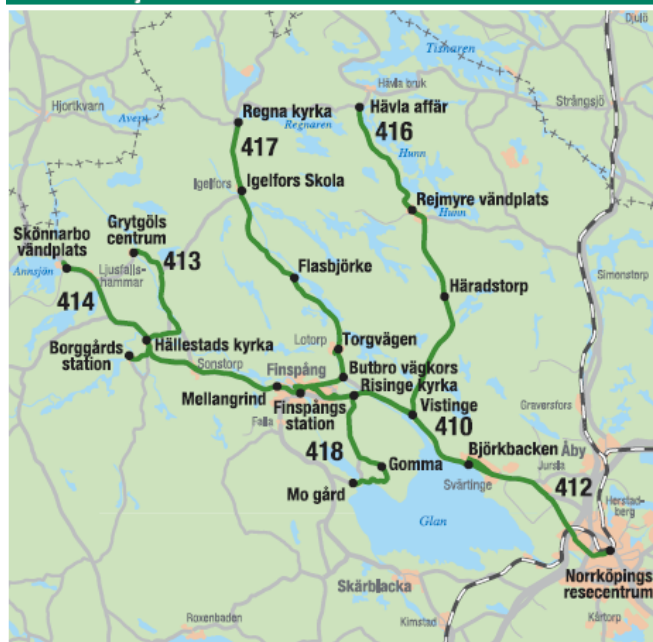 Tisnaren
Djulö
Hävla bruk
Hjortkvarn
Strångsjö
Hävla affär
Regna kyrka
Regnaren
416
417
Hunn
Igelfors
Igelfors Skola
Rejmyre vändplats
Hunn
Grytgöls
centrum
413
Skönnarbo
vändplats
Annsjön
Ljusfalls-
hammar
Flasbjörke
Simonstorp
414
Häradstorp
Hällestads kyrka
Lotorp
Torgvägen
Borggårds
station
Sonstorp
Finspång
Butbro vägkors
Risinge kyrka
Mellangrind
Finspångs
station
Falla
Vistinge
Graversfors
410
418
Björkbacken
Åby
Jursla
Gomma
Svärtinge
412
Mo gård
Herstad-
berg
Glan
Norrköpings
resecentrum
Skärblacka
Roxenbaden
Kimstad
Kårtorp